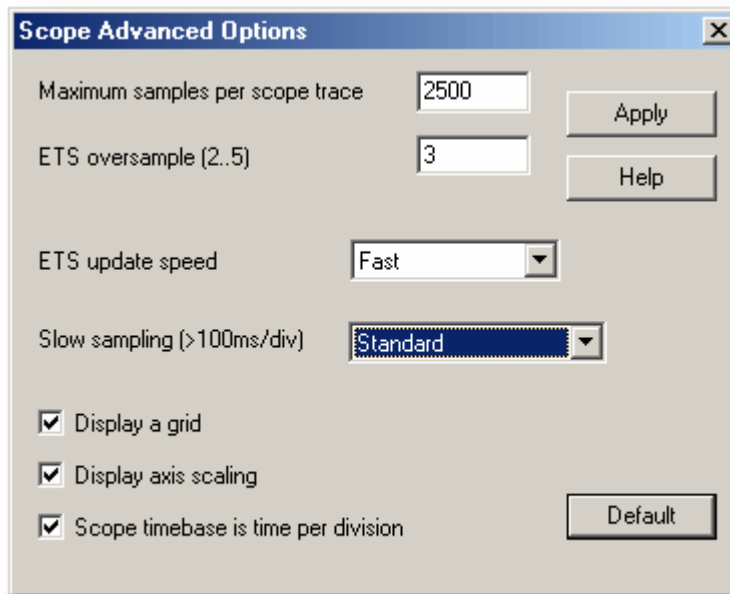 Scope Advanced Options
Maximum samples per scope trace 2500
Apply
ETS oversample (2..5) 3
Help
ETS update speed Fast
Slow sampling (>100ms/div) Standard
Display a grid
Display axis scaling
Scope timebase is time per division
Default